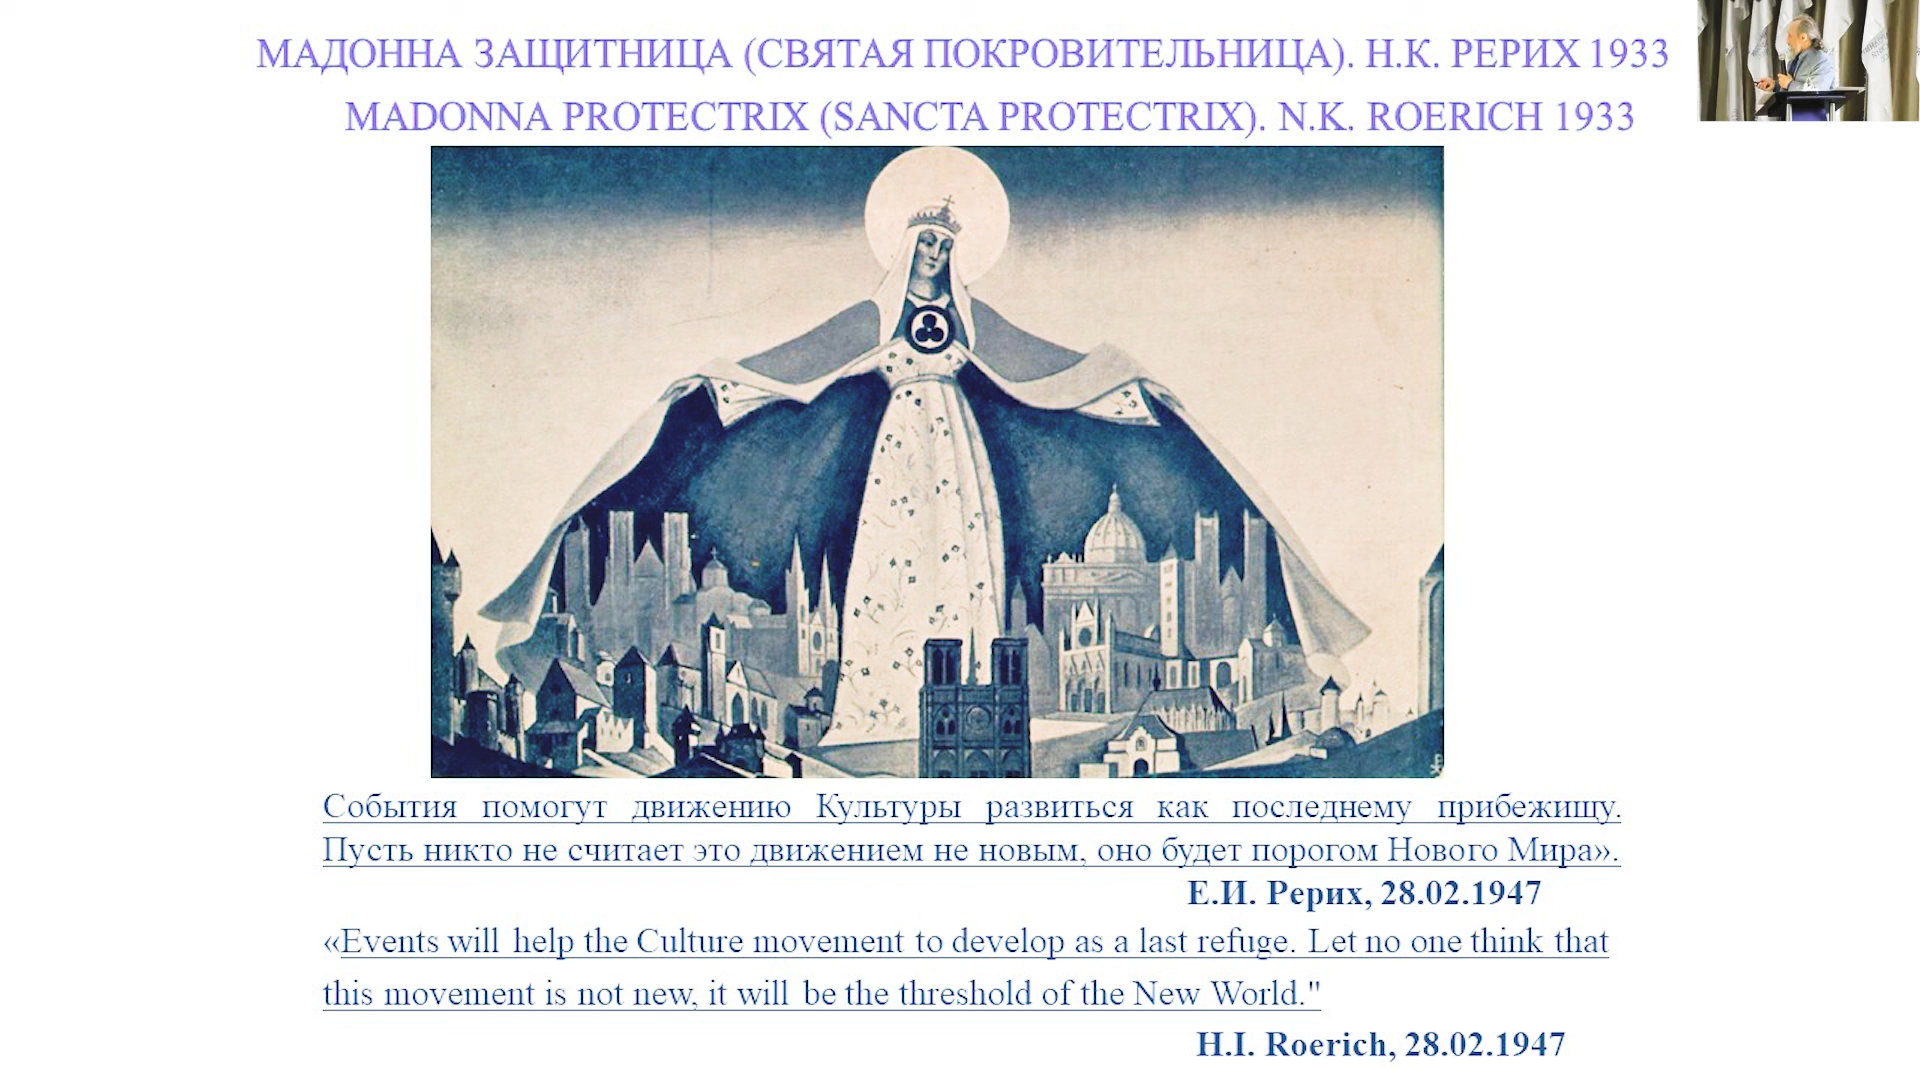 МАДОННА ЗАЩИТНИЦА (СВЯТАЯ ПОКРОВИТЕЛЬНИЦА). Н.К. РЕРИХ 1933
MADONNA PROTECTRIX (SANCTA PROTECTRIX). N.K. ROERICH 1933
События помогут движению Культуры развиться как последнему прибежищу.
Пусть никто не считает это движением не новым, оно будет порогом Нового Мира».
Е.И. Рерих, 28.02.1947
«Events will help the Culture movement to develop as a last refuge. Let no one think that
this movement is not new, it will be the threshold of the New World."
H.I. Roerich, 28.02.1947